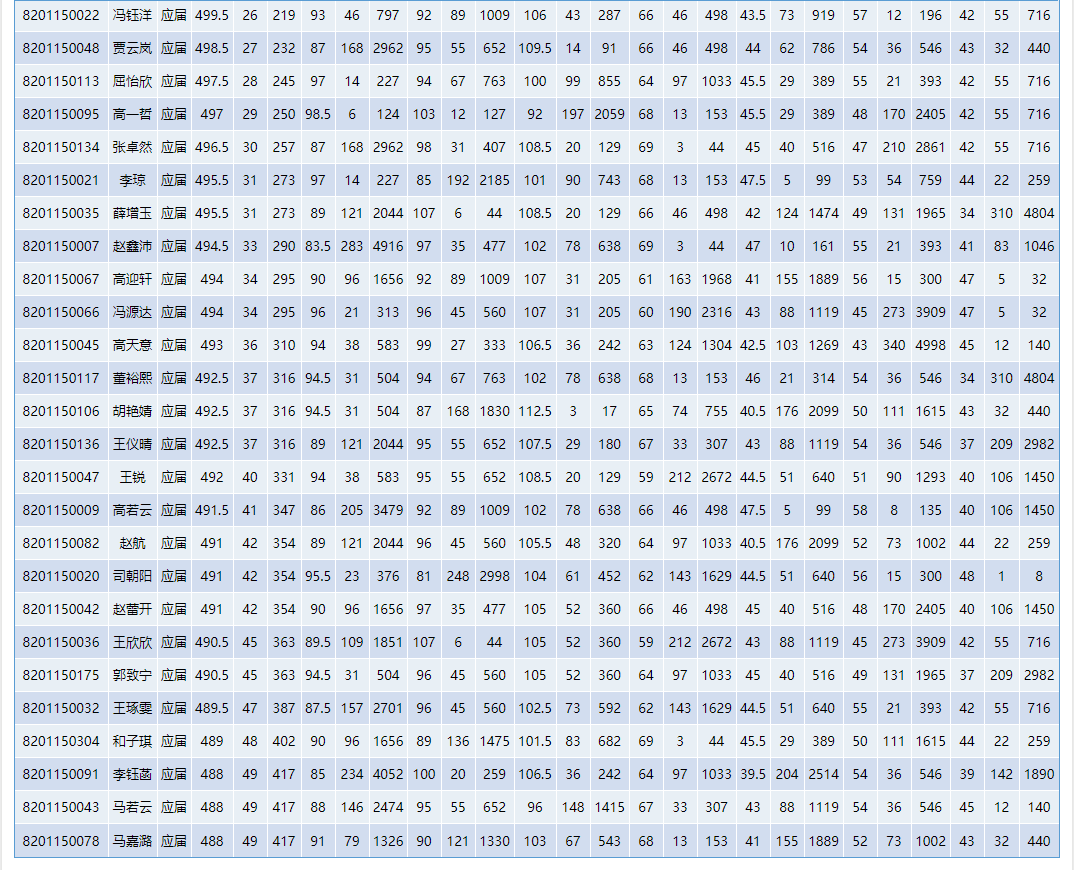 8201150022 冯钰洋 应届 499.5 26 219 93 46 797 92 89 1009 106 43 287 66 46 498 43.5 73 919 57 12 196 42 55 716
8201150048 贾云岚 应届 498.5 27 232 87 168 2962 95 55 652 109.5 14 91 66 46 498 44 62 786 54 36 546 43 32 440
8201150113 屈怡欣 应届 497.5 28 245 97 14 227 94 67 763 100 99 855 64 97 1033 45.5 29 389 55 21 393 42 55 716
8201150095 高一哲 应届 497 29 250 98.5 6 124 103 12 127 92 197 2059 68 13 153 45.5 29 389 48 170 2405 42 55 716
8201150134 张卓然 应届 496.5 30 257 87 168 2962 98 31 407 108.5 20 129 69 3 44 45 40 516 47 210 2861 42 55 716
8201150021 李琼 应届 495.5 31 273 97 14 227 85 192 2185 101 90 743 68 13 153 47.5 5 99 53 54 759 44 22 259
8201150035 薛增玉 应届 495.5 31 273 89 121 2044 107 6 44 108.5 20 129 66 46 498 42 124 1474 49 131 1965 34 310 4804
8201150007 赵鑫沛 应届 494.5 33 290 83.5 283 4916 97 35 477 102 78 638 69 3 44 47 10 161 55 21 393 41 83 1046
8201150067 高迎轩 应届 494 34 295 90 96 1656 92 89 1009 107 31 205 61 163 1968 41 155 1889 56 15 300 47 5 32
8201150066 冯源达 应届 494 34 295 96 21 313 96 45 560 107 31 205 60 190 2316 43 88 1119 45 273 3909 47 5 32
8201150045 高天意 应届 493 36 310 94 38 583 99 27 333 106.5 36 242 63 124 1304 42.5 103 1269 43 340 4998 45 12 140
8201150117 董裕熙 应届 492.5 37 316 94.5 31 504 94 67 763 102 78 638 68 13 153 46 21 314 54 36 546 34 310 4804
8201150106 胡艳婧 应届 492.5 37 316 94.5 31 504 87 168 1830 112.5 3 17 65 74 755 40.5 176 2099 50 111 1615 43 32 440
8201150136 王仪晴 应届 492.5 37 316 89 121 2044 95 55 652 107.5 29 180 67 33 307 43 88 1119 54 36 546 37 209 2982
8201150047 王锐 应届 492 40 331 94 38 583 95 55 652 108.5 20 129 59 212 2672 44.5 51 640 51 90 1293 40 106 1450
8201150009 高若云 应届 491.5 41 347 86 205 3479 92 89 1009 102 78 638 66 46 498 47.5 5 99 58 8 135 40 106 1450
8201150082 赵航 应届 491 42 354 89 121 2044 96 45 560 105.5 48 320 64 97 1033 40.5 176 2099 52 73 1002 44 22 259
8201150020 司朝阳 应届 491 42 354 95.5 23 376 81 248 2998 104 61 452 62 143 1629 44.5 51 640 56 15 300 48 1 8
8201150042 赵蕾开 应届 491 42 354 90 96 1656 97 35 477 105 52 360 66 46 498 45 40 516 48 170 2405 40 106 1450
8201150036 王欣欣 应届 490.5 45 363 89.5 109 1851 107 6 44 105 52 360 59 212 2672 43 88 1119 45 273 3909 42 55 716
8201150175 郭致宁 应届 490.5 45 363 94.5 31 504 96 45 560 105 52 360 64 97 1033 45 40 516 49 131 1965 37 209 2982
8201150032 王琢雯 应届 489.5 47 387 87.5 157 2701 96 45 560 102.5 73 592 62 143 1629 44.5 51 640 55 21 393 42 55 716
8201150304 和子琪 应届 489 48 402 90 96 1656 89 136 1475 101.5 83 682 69 3 44 45.5 29 389 50 111 1615 44 22 259
8201150091 李钰菡 应届 488 49 417 85 234 4052 100 20 259 106.5 36 242 64 97 1033 39.5 204 2514 54 36 546 39 142 1890
8201150043 马若云 应届 488 49 417 88 146 2474 95 55 652 96 148 1415 67 33 307 43 88 1119 54 36 546 45 12 140
8201150078 马嘉潞 应届 488 49 417 91 79 1326 90 121 1330 103 67 543 68 13 153 41 155 1889 52 73 1002 43 32 440